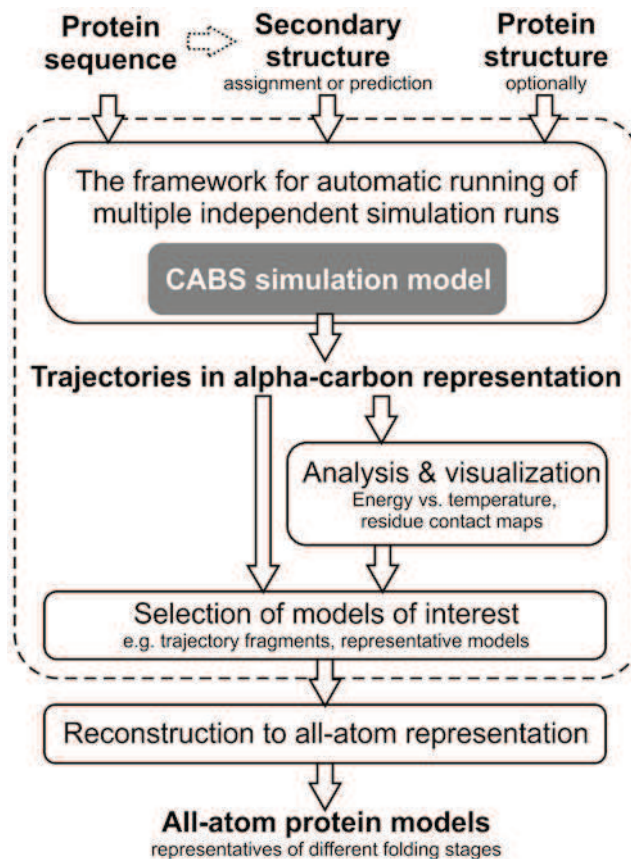 Protein sequence
Secondary structure
assignment or prediction
Protein structure
optionally
The framework for automatic running of
multiple independent simulation runs
CABS simulation model
Trajectories in alpha-carbon representation
Analysis & visualization
Energy vs. temperature,
residue contact maps
Selection of models of interest
e.g. trajectory fragments, representative models
Reconstruction to all-atom representation
All-atom protein models
representatives of different folding stages